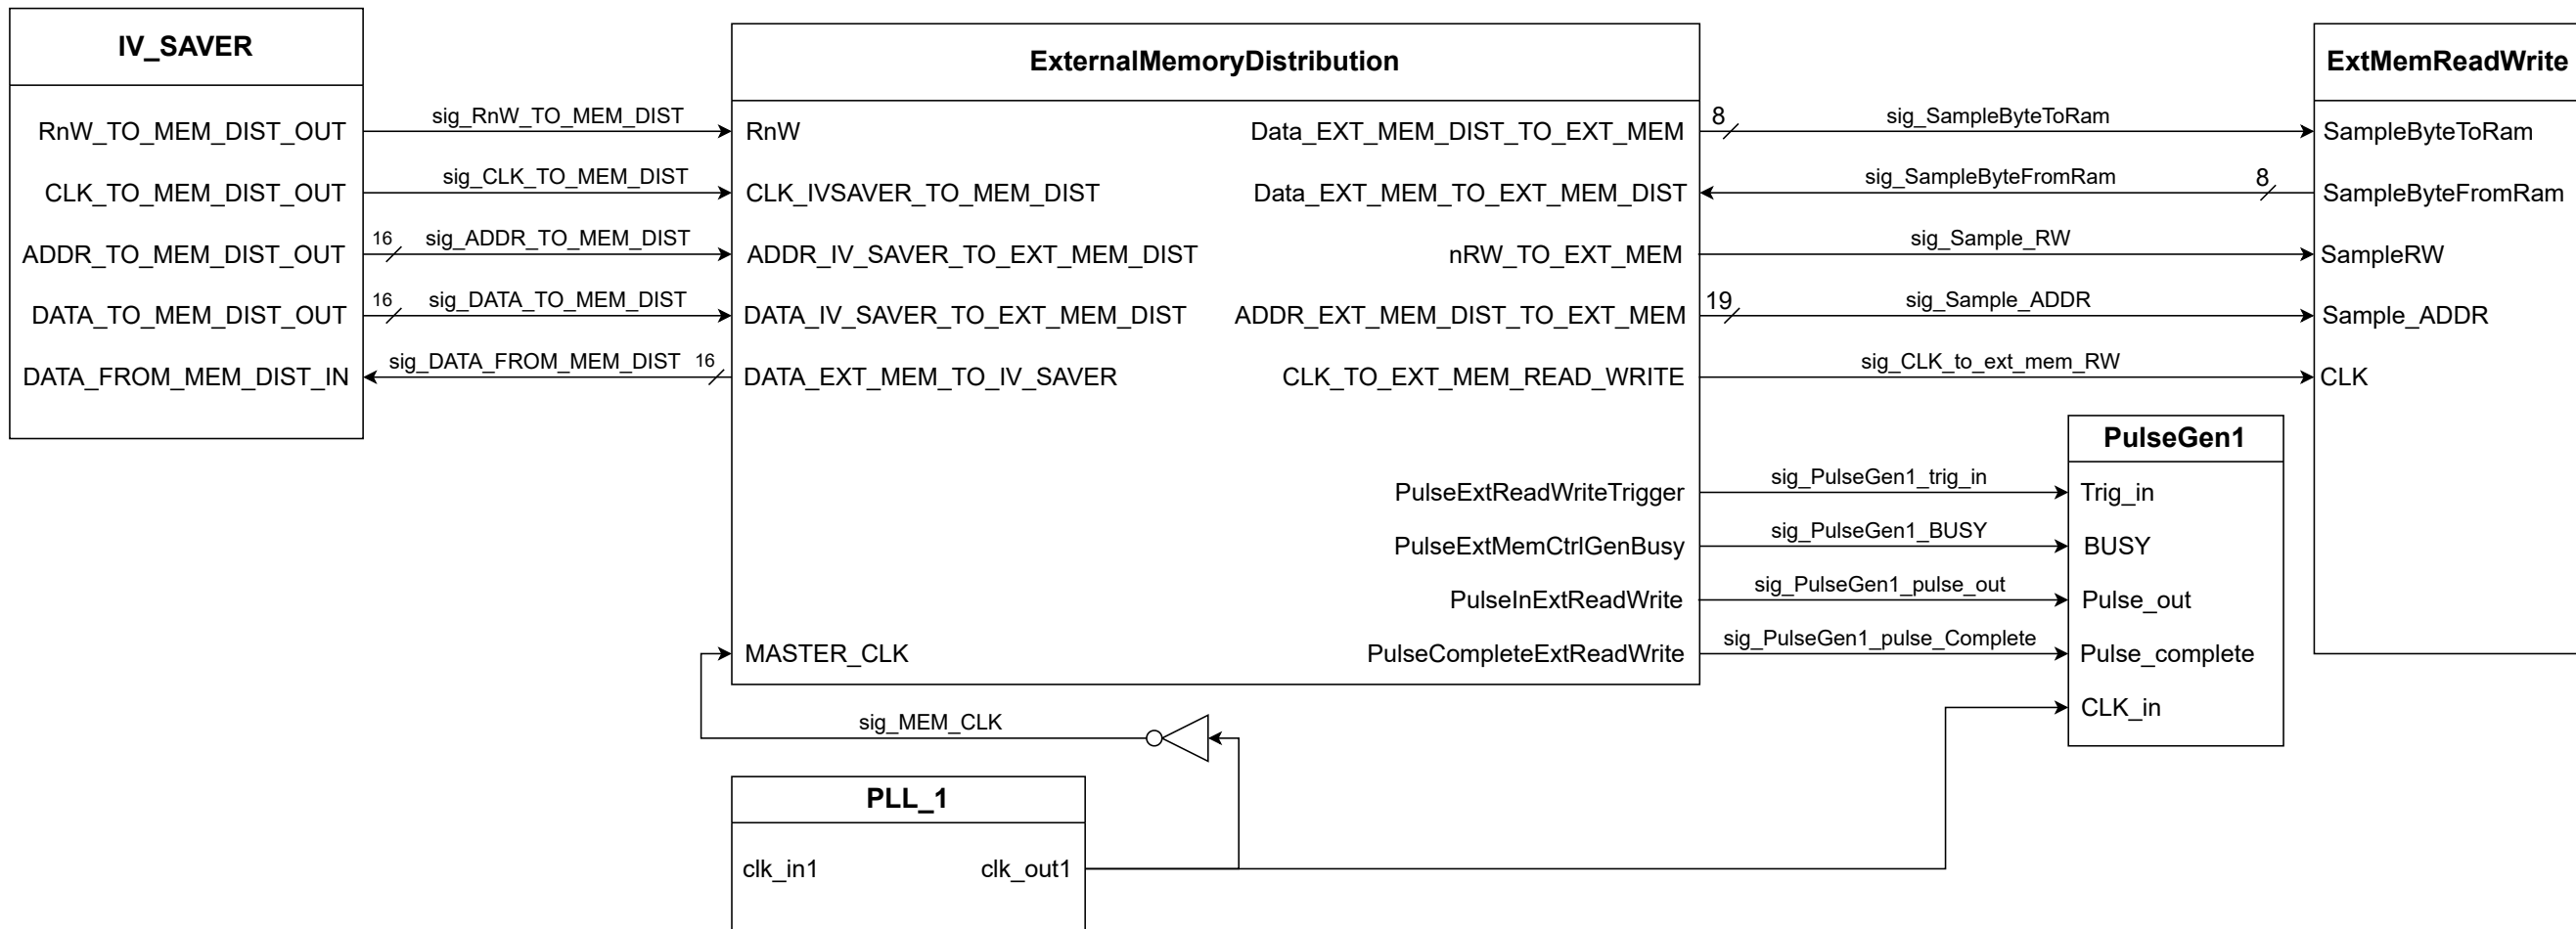 IV_SAVER
RnW_TO_MEM_DIST_OUT
CLK_TO_MEM_DIST_OUT
ADDR_TO_MEM_DIST_OUT
DATA_TO_MEM_DIST_OUT
DATA_FROM_MEM_DIST_IN
sig_RnW_TO_MEM_DIST
sig_CLK_TO_MEM_DIST
16 sig_ADDR_TO_MEM_DIST
16 sig_DATA_TO_MEM_DIST
sig_DATA_FROM_MEM_DIST 16
ExternalMemoryDistribution
RnW
CLK_IVSAVER_TO_MEM_DIST
ADDR_IV_SAVER_TO_EXT_MEM_DIST
DATA_IV_SAVER_TO_EXT_MEM_DIST
DATA_EXT_MEM_TO_IV_SAVER
MASTER_CLK
Data_EXT_MEM_DIST_TO_EXT_MEM
Data_EXT_MEM_TO_EXT_MEM_DIST
nRW_TO_EXT_MEM
ADDR_EXT_MEM_DIST_TO_EXT_MEM
CLK_TO_EXT_MEM_READ_WRITE
PulseExtReadWriteTrigger
PulseExtMemCtrlGenBusy
PulseInExtReadWrite
PulseCompleteExtReadWrite
8 sig_SampleByteToRam
sig_SampleByteFromRam 8
sig_Sample_RW
19 sig_Sample_ADDR
sig_CLK_to_ext_mem_RW
sig_PulseGen1_trig_in
sig_PulseGen1_BUSY
sig_PulseGen1_pulse_out
sig_PulseGen1_pulse_Complete
ExtMemReadWrite
SampleByteToRam
SampleByteFromRam
SampleRW
Sample_ADDR
CLK
PulseGen1
Trig_in
BUSY
Pulse_out
Pulse_complete
CLK_in
sig_MEM_CLK
PLL_1
clk_in1 clk_out1